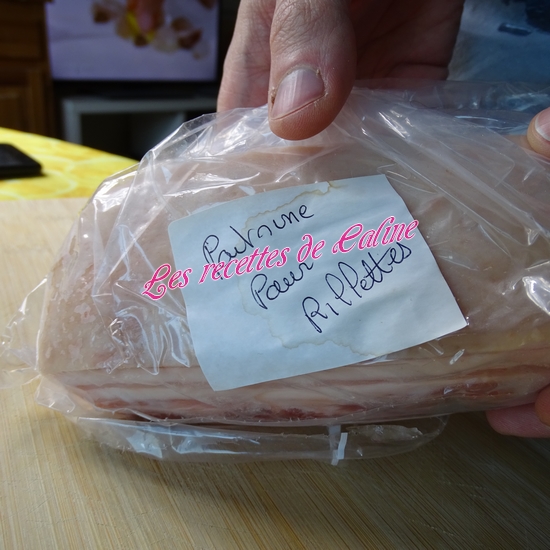 Poitrine
Les recettes de Caline
Pour
Rillettes